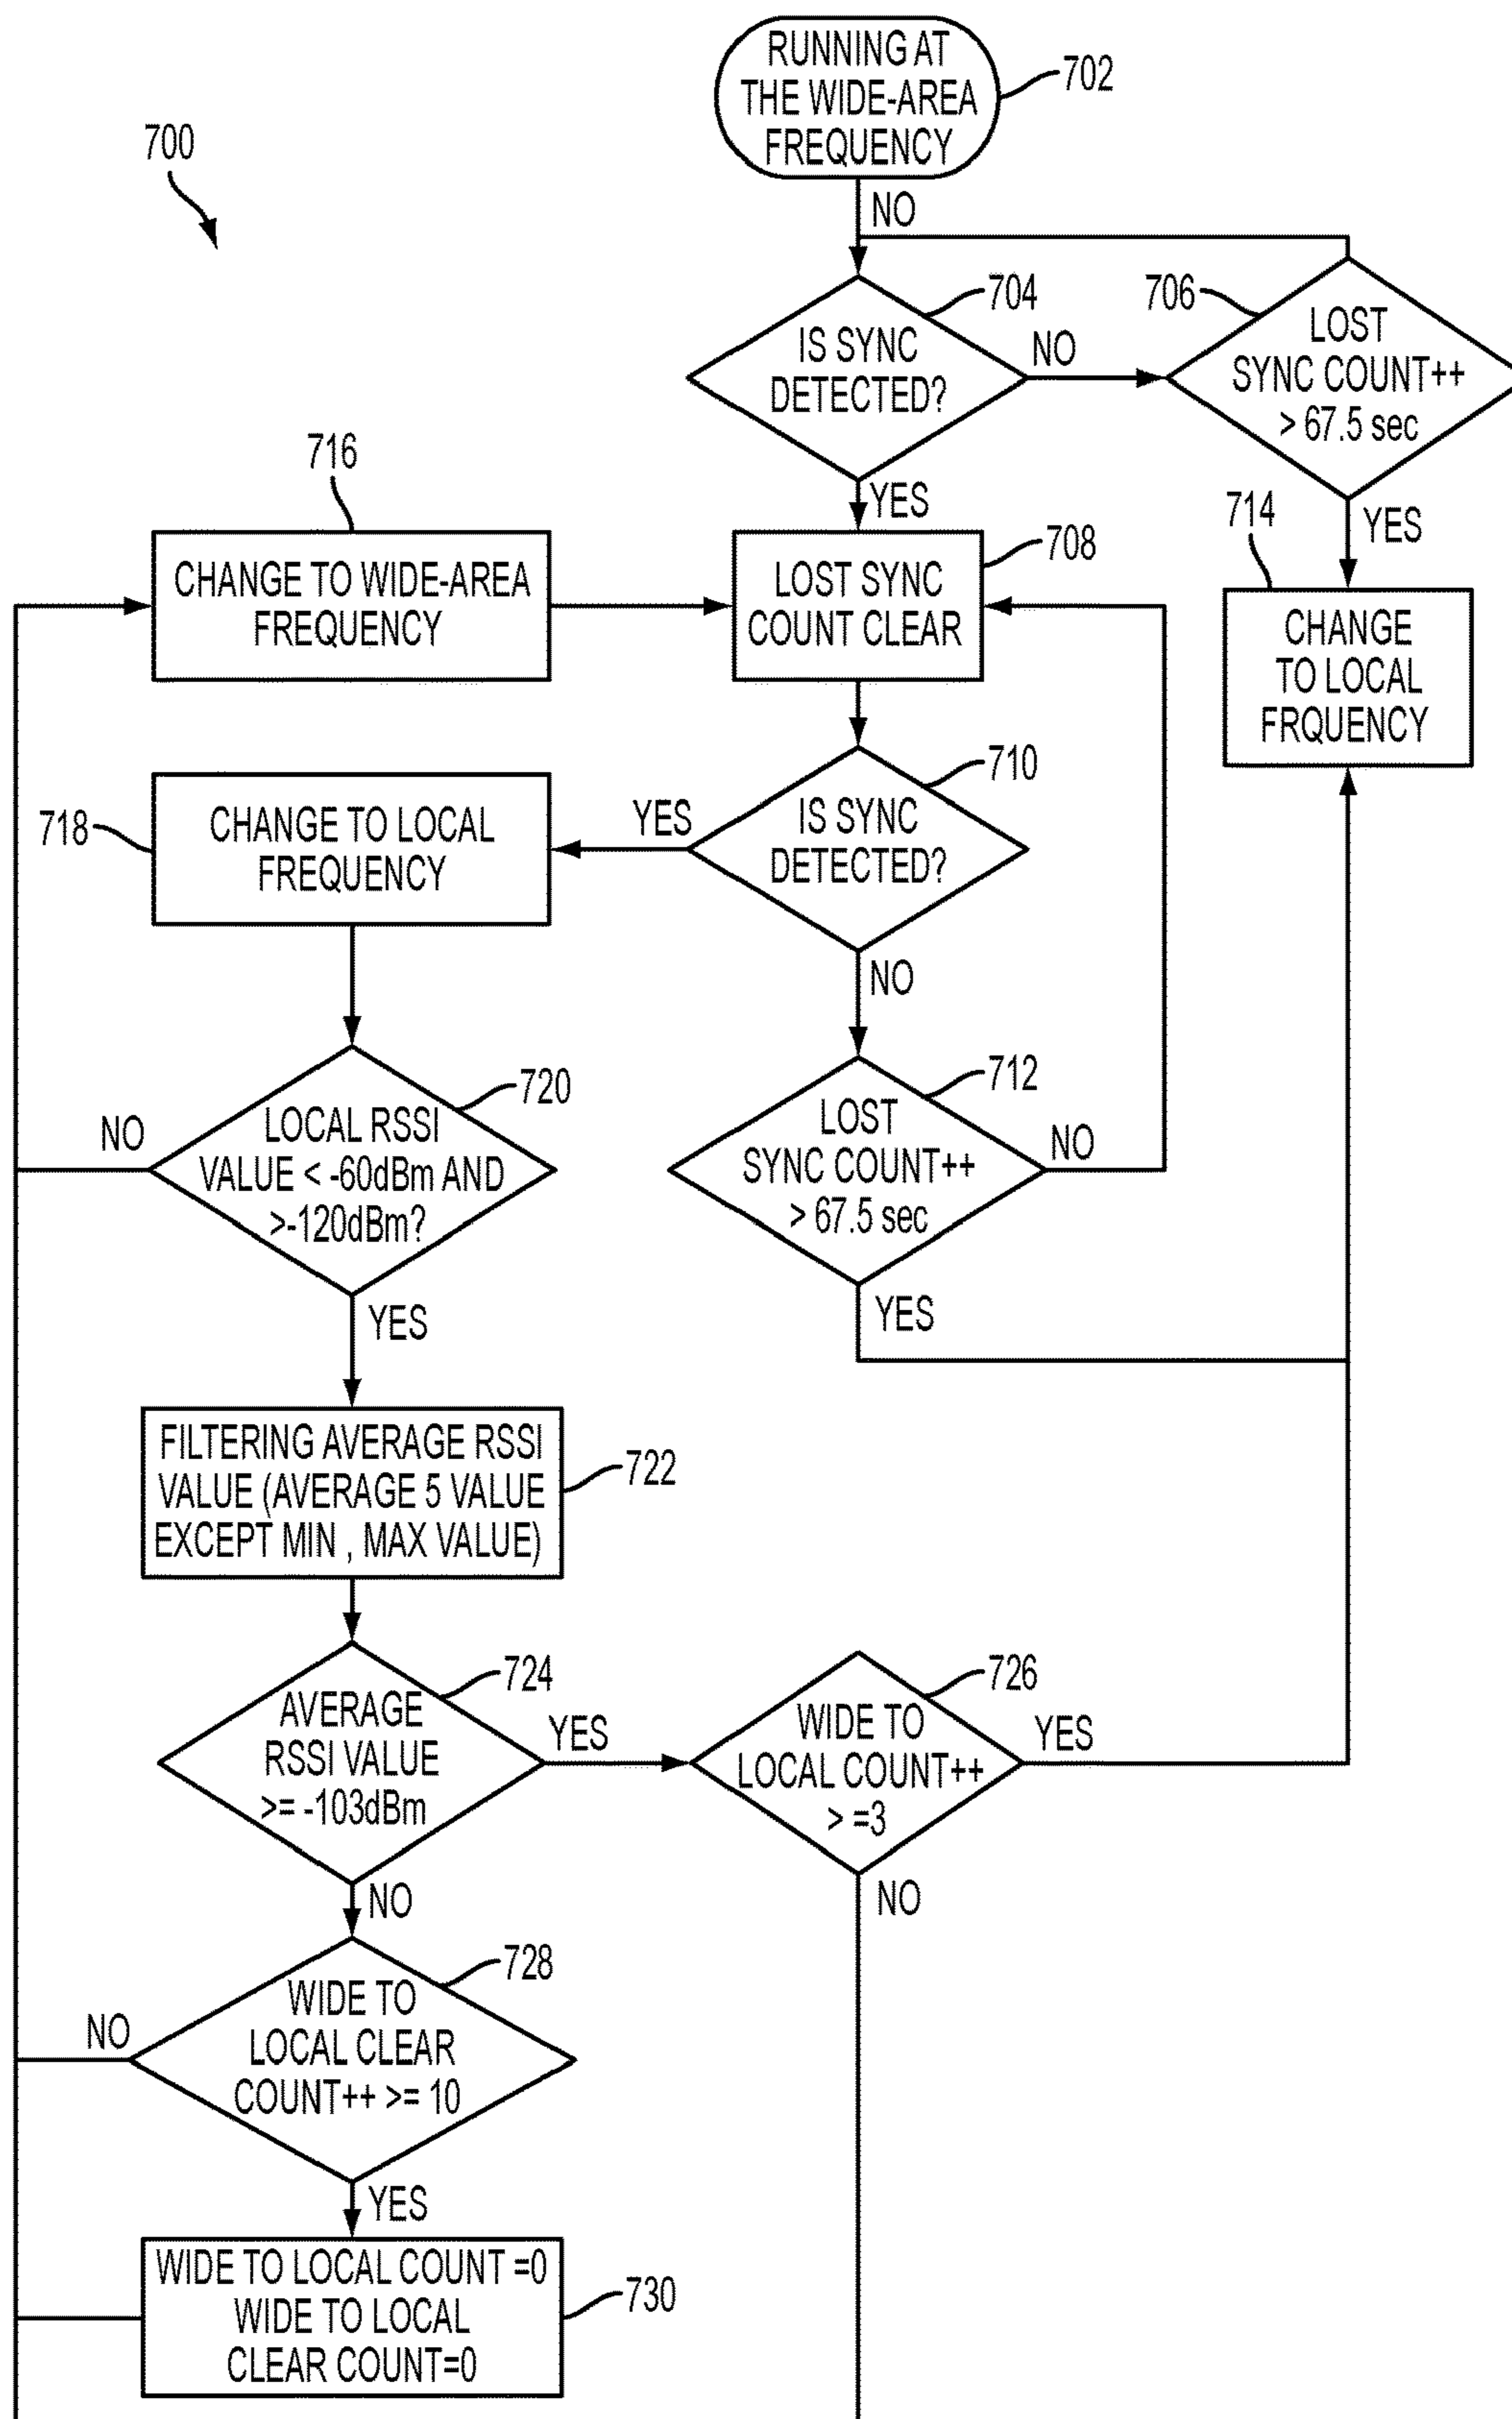 RUNNING AT
THE WIDE-AREA
FREQUENCY
702
700
NO
704
IS SYNC
DETECTED?
NO
706
LOST
SYNC COUNT++
> 67.5 sec
YES
YES
716
CHANGE TO WIDE-AREA
FREQUENCY
708
LOST SYNC
COUNT CLEAR
714
CHANGE
TO LOCAL
FRQUENCY
718
CHANGE TO LOCAL
FREQUENCY
YES
710
IS SYNC
DETECTED?
NO
720
LOCAL RSSI
VALUE < -60dBm AND
>-120dBm?
NO
YES
712
LOST
SYNC COUNT++
> 67.5 sec
NO
YES
FILTERING AVERAGE RSSI
VALUE (AVERAGE 5 VALUE
EXCEPT MIN , MAX VALUE)
722
724
AVERAGE
RSSI VALUE
>= -103dBm
YES
NO
726
WIDE TO
LOCAL COUNT++
> =3
YES
NO
728
WIDE TO
LOCAL CLEAR
COUNT++ >= 10
NO
YES
WIDE TO LOCAL COUNT =0
WIDE TO LOCAL
CLEAR COUNT=0
730